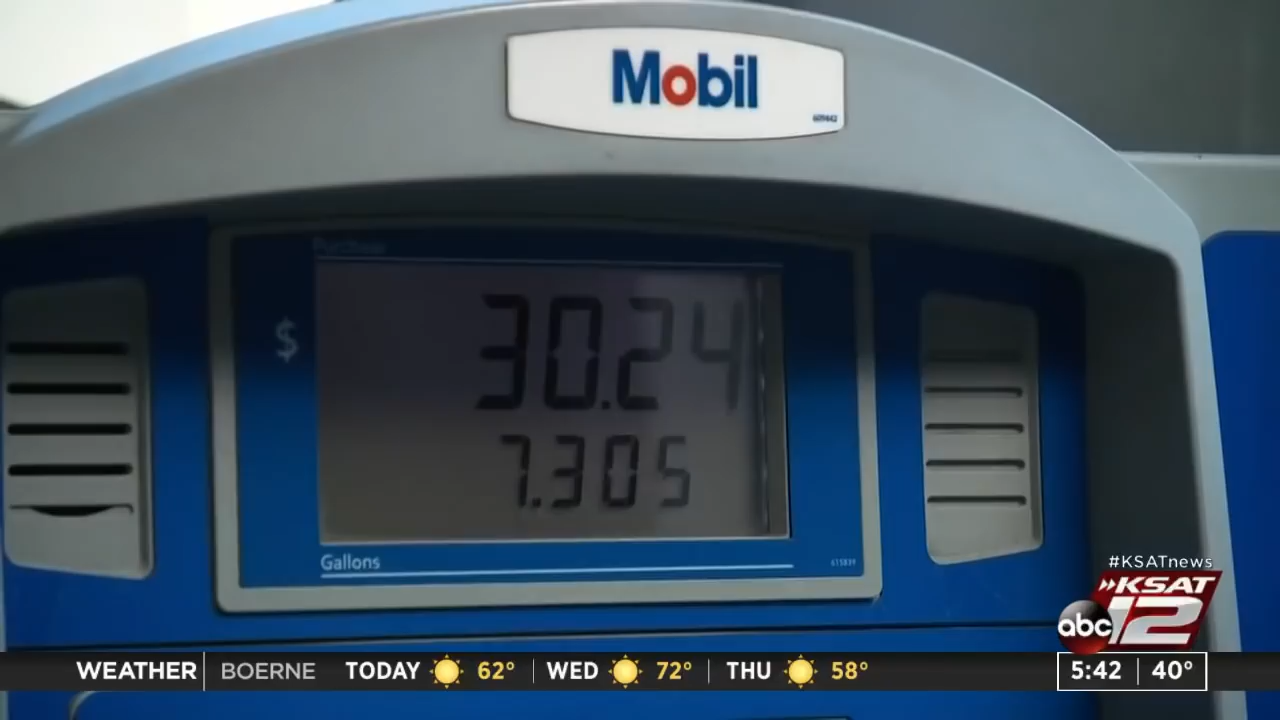 Mobil
Purchase
$
30.24
7.305
Gallons
#KSATnews
KSAT
abc 12
WEATHER BOERNE TODAY 62° WED 72° THU 58°
5:42 40°